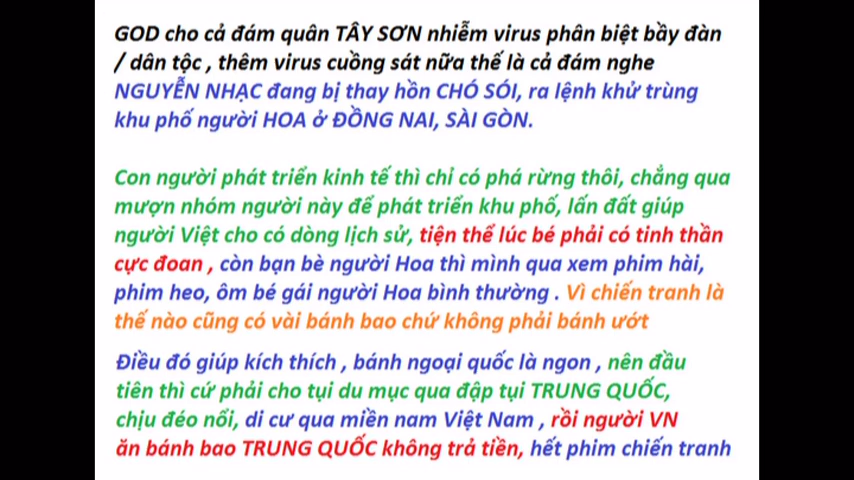 GOD cho cả đám quân TÂY SƠN nhiễm virus phân biệt bầy đàn
/ dân tộc , thêm virus cuồng sát nữa thế là cả đám nghe
NGUYỄN NHẠC đang bị thay hồn CHÓ SÓI, ra lệnh khử trùng
khu phố người HOA ở ĐỒNG NAI, SÀI GÒN.
Con người phát triển kinh tế thì chỉ có phá rừng thôi, chẳng qua
mượn nhóm người này để phát triển khu phố, lấn đất giúp
người Việt cho có dòng lịch sử, tiện thể lúc bé phải có tinh thần
cực đoan , còn bạn bè người Hoa thì mình qua xem phim hài,
phim heo, ôm bé gái người Hoa bình thường . Vì chiến tranh là
thế nào cũng có vài bánh bao chứ không phải bánh ướt
Điều đó giúp kích thích , bánh ngoại quốc là ngon , nên đầu
tiên thì cứ phải cho tụi du mục qua đập tụi TRUNG QUỐC,
chịu đéo nổi, di cư qua miền nam Việt Nam , rồi người VN
ăn bánh bao TRUNG QUỐC không trả tiền, hết phim chiến tranh